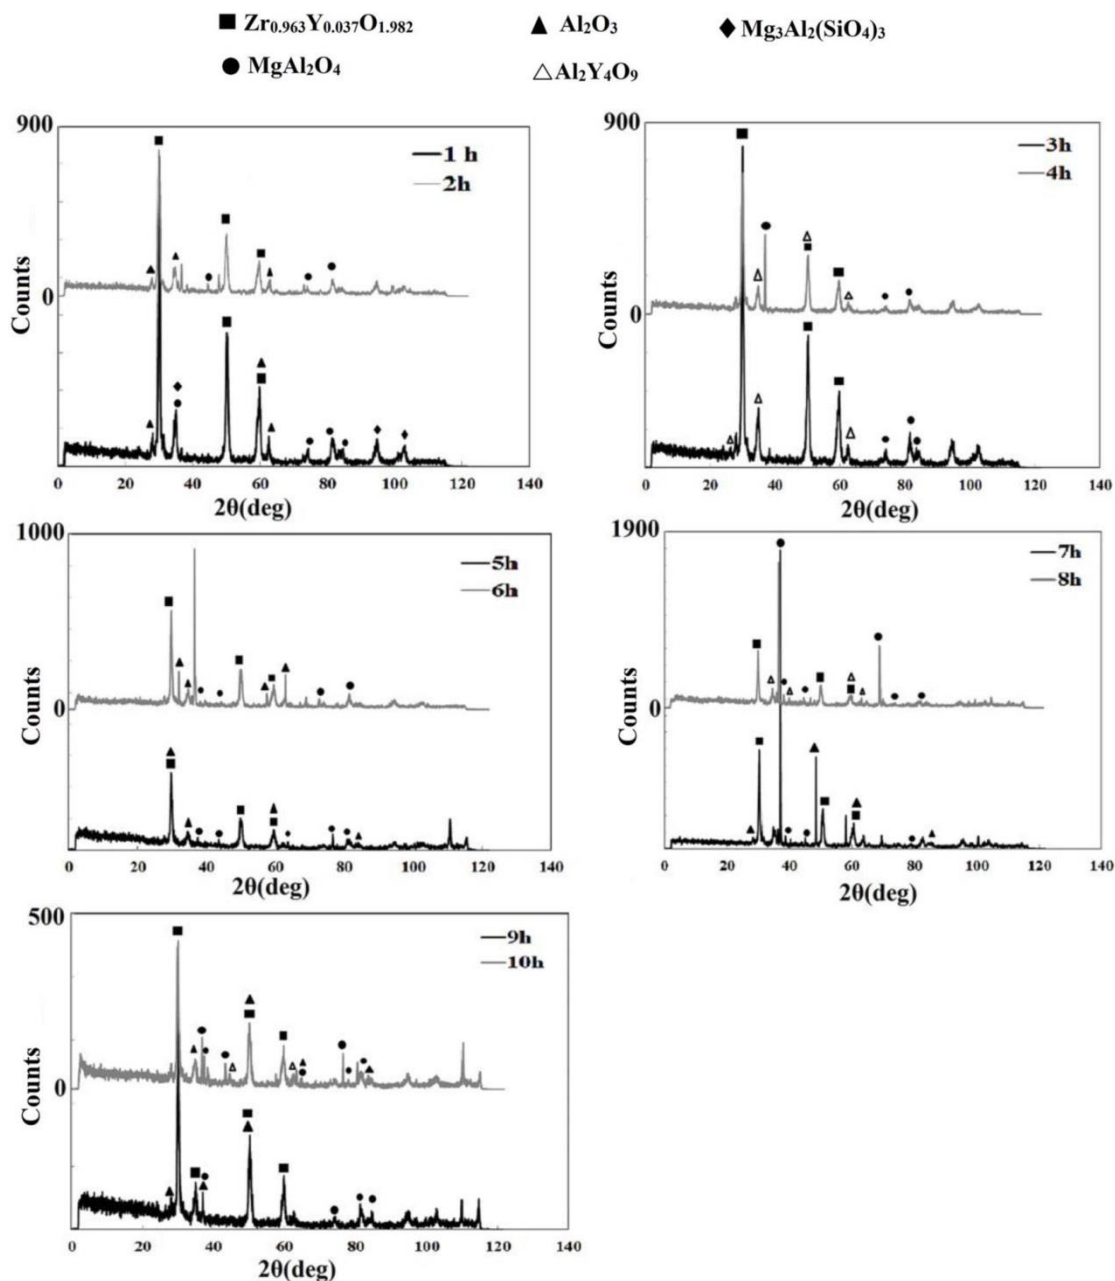 ■ Zr₀.₉₆₃Y₀.₀₃₇O₁.₉₈₂ ▲ Al₂O₃ ◆ Mg₃Al₂(SiO₄)₃
● MgAl₂O₄ △ Al₂Y₄O₉
900
1 h
2h
Counts
0
0 20 40 60 80 100 120 140
2θ(deg)
900
3h
4h
Counts
0
0 20 40 60 80 100 120 140
2θ(deg)
1000
5h
6h
Counts
0
0 20 40 60 80 100 120 140
2θ(deg)
1900
7h
8h
Counts
0
0 20 40 60 80 100 120 140
2θ(deg)
500
9h
10h
Counts
0
0 20 40 60 80 100 120 140
2θ(deg)